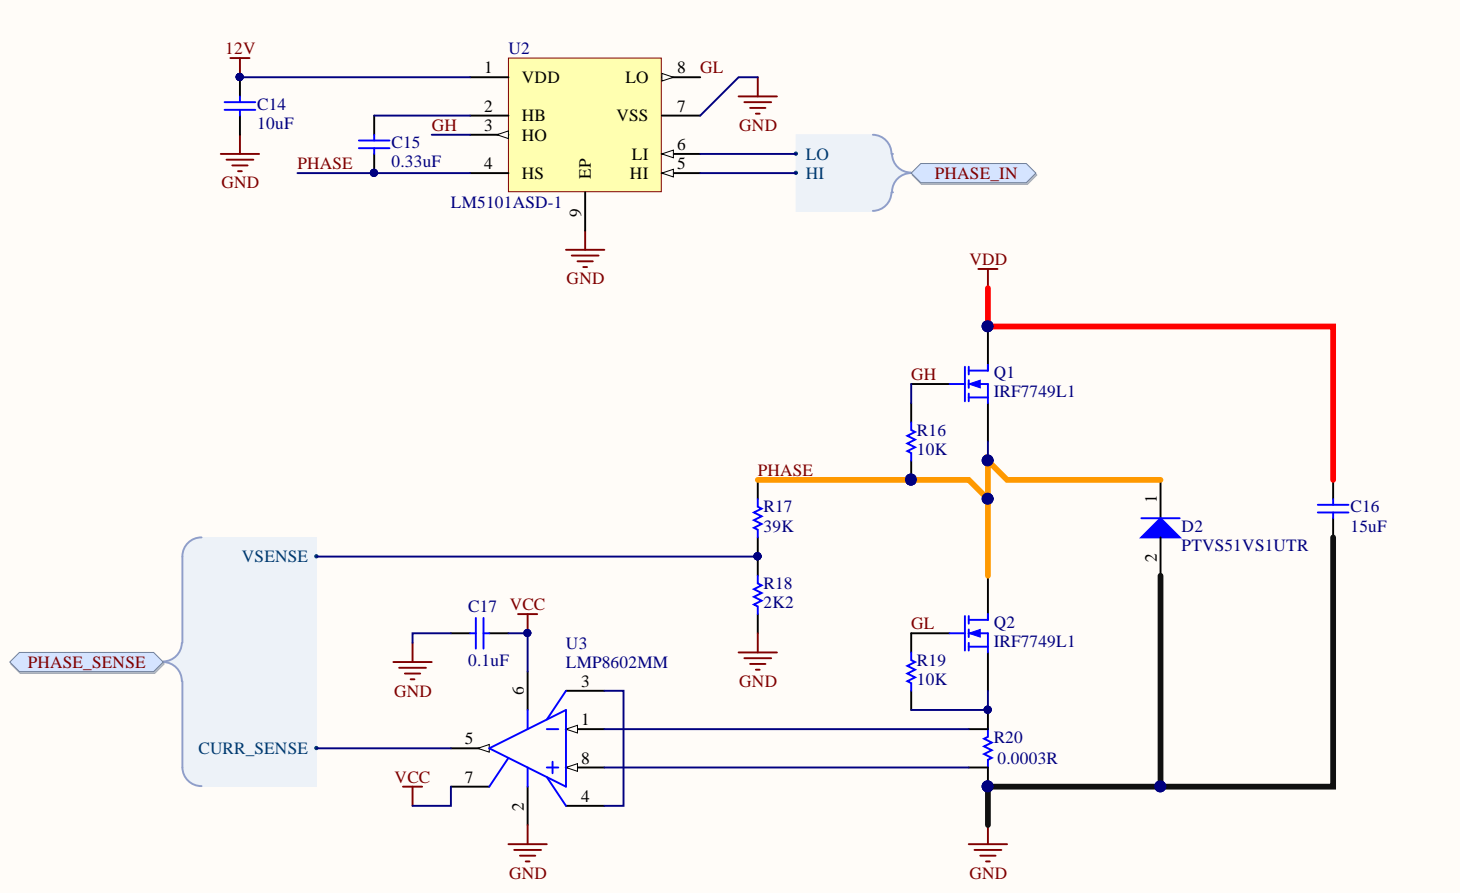 12V
U2
1
VDD
LO
8
GL
C14
10uF
2
HB
VSS
7
GH
3
HO
GND
C15
0.33uF
LI
6
LO
PHASE
4
HS
EP
HI
5
HI
PHASE_IN
GND
LM5101ASD-1
9
GND
VDD
GH
Q1
IRF7749L1
R16
10K
PHASE
1
R17
39K
C16
15uF
D2
PTVS51VS1UTR
VSENSE
2
R18
2K2
C17
VCC
GL
Q2
IRF7749L1
U3
LMP8602MM
0.1uF
PHASE_SENSE
R19
10K
GND
GND
6
3
1
CURR_SENSE
5
R20
0.0003R
8
VCC
7
4
2
GND
GND